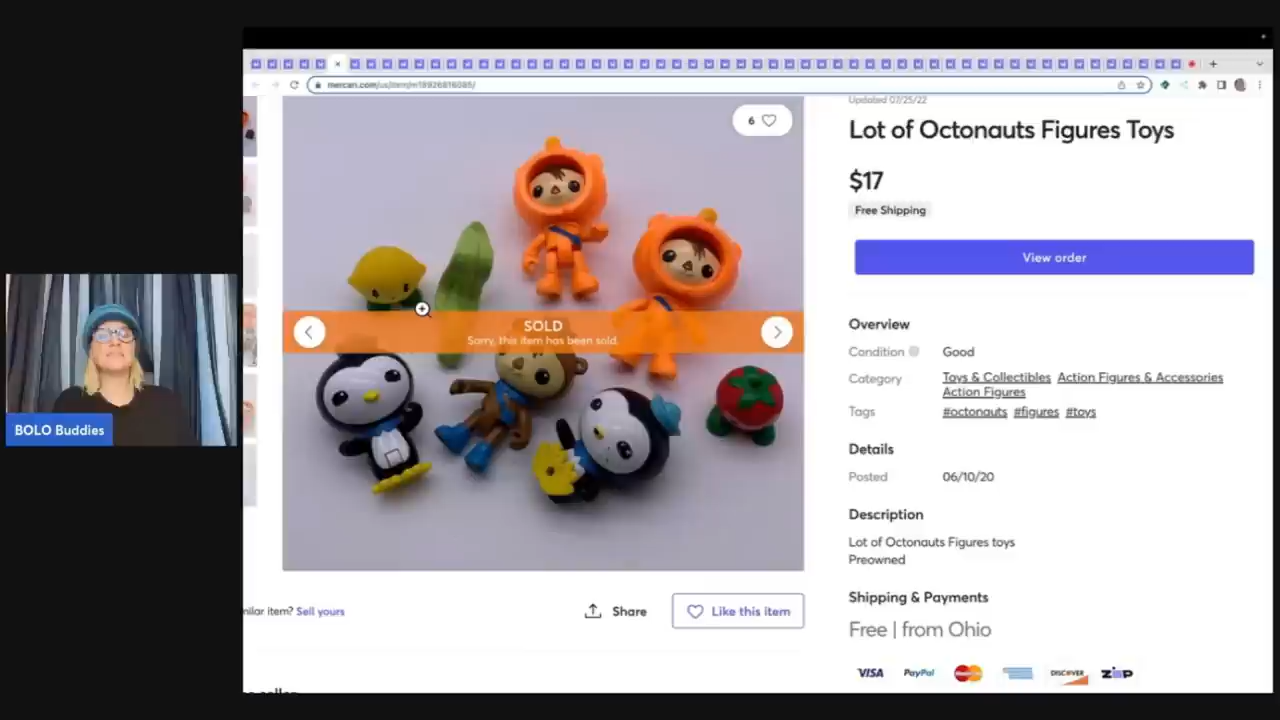 mercari.com/us/item/m18926816085/
Updated 07/25/22
6
Lot of Octonauts Figures Toys
$17
Free Shipping
View order
SOLD
Sorry, this item has been sold.
Overview
Condition Good
Category Toys & Collectibles Action Figures & Accessories
Action Figures
Tags #octonauts #figures #toys
BOLO Buddies
Details
Posted 06/10/20
Description
Lot of Octonauts Figures toys
Preowned
Shipping & Payments
Free | from Ohio
item? Sell yours
Share
Like this item
VISA PayPal MasterCard DISCOVER ZIP
seller